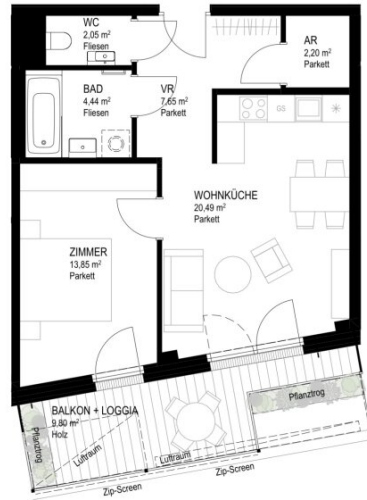 WC
2,05 m²
Fliesen
AR
2,20 m²
Parkett
BAD
4,44 m²
Fliesen
VR
7,65 m²
Parkett
GS
WOHNKÜCHE
20,49 m²
Parkett
ZIMMER
13,85 m²
Parkett
BALKON + LOGGIA
9,80 m²
Holz
Pflanztrog
Pflanztrog
Luftraum
Luftraum
Zip-Screen
Zip-Screen